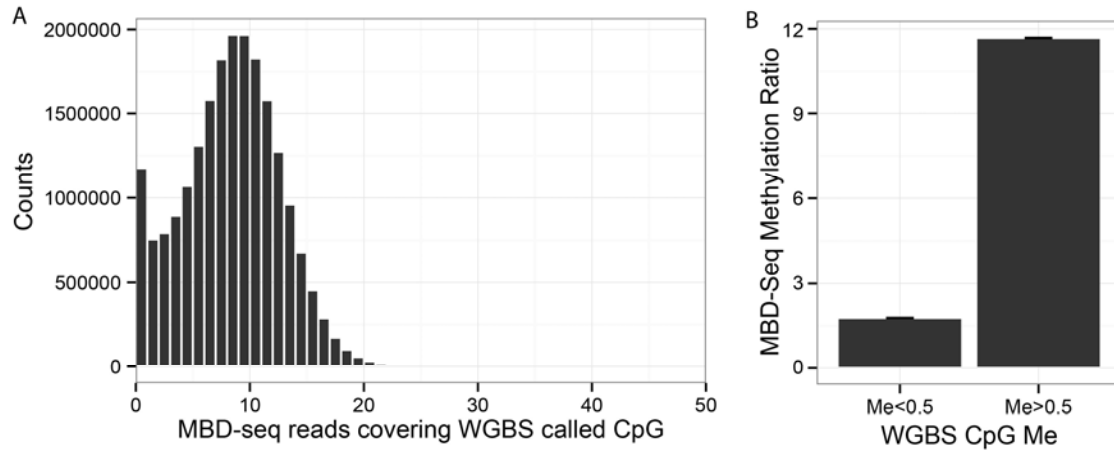 A
Counts
2000000
1500000
1000000
500000
0
0 10 20 30 40 50
MBD-seq reads covering WGBS called CpG
B
MBD-Seq Methylation Ratio
12
9
6
3
0
Me<0.5 Me>0.5
WGBS CpG Me